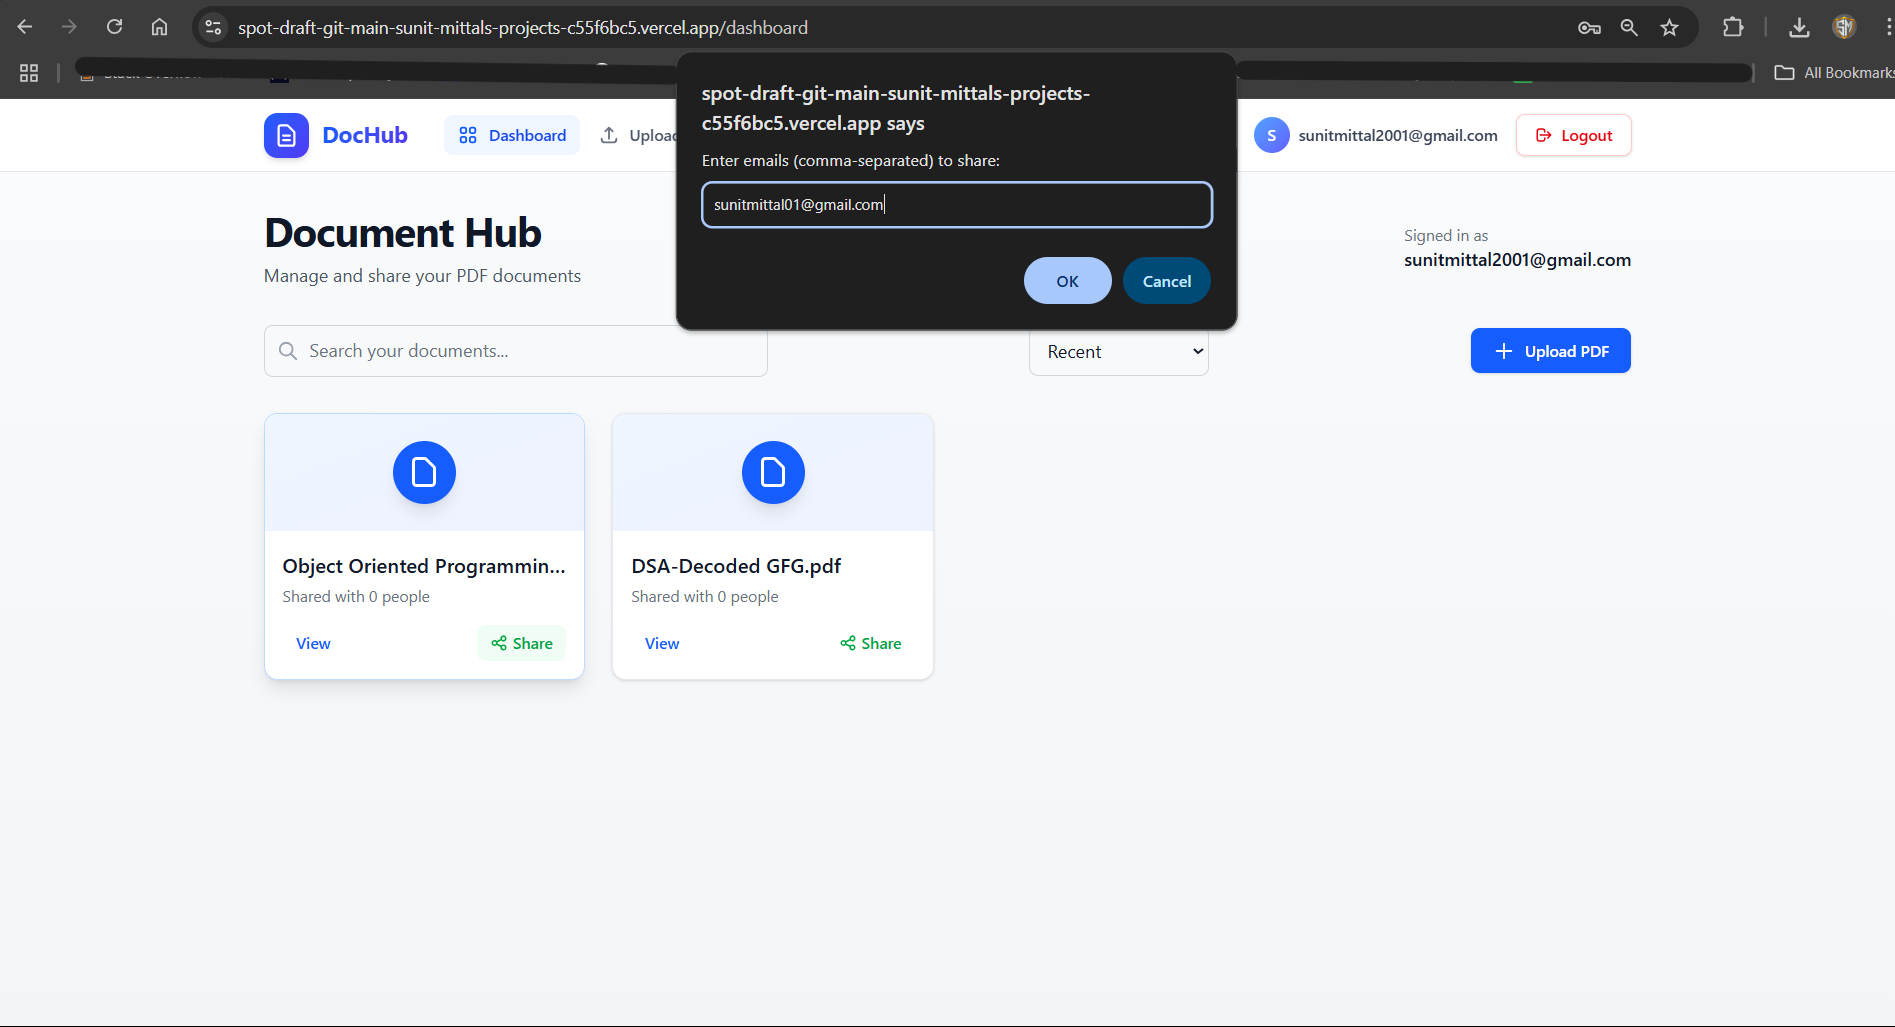 spot-draft-git-main-sunit-mittals-projects-c55f6bc5.vercel.app/dashboard
All Bookmarks
spot-draft-git-main-sunit-mittals-projects-
c55f6bc5.vercel.app says
Enter emails (comma-separated) to share:
sunitmittal01@gmail.com
OK
Cancel
DocHub
Dashboard
Upload
S
sunitmittal2001@gmail.com
Logout
Document Hub
Manage and share your PDF documents
Signed in as
sunitmittal2001@gmail.com
Search your documents...
Recent
Upload PDF
Object Oriented Programmin...
Shared with 0 people
View
Share
DSA-Decoded GFG.pdf
Shared with 0 people
View
Share